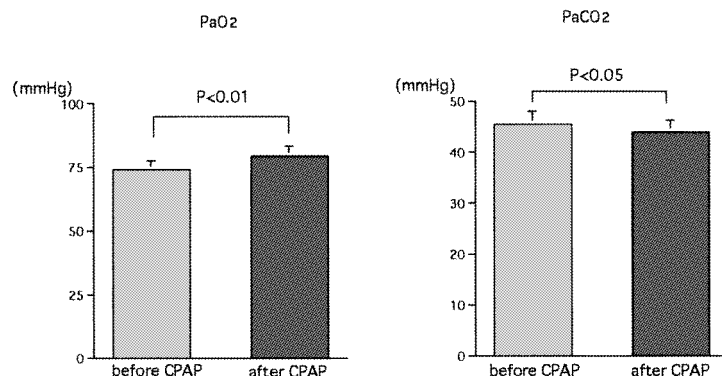 PaO2
(mmHg)
P<0.01
100
75
50
25
0
before CPAP
after CPAP
PaCO2
(mmHg)
P<0.05
50
40
30
20
10
0
before CPAP
after CPAP